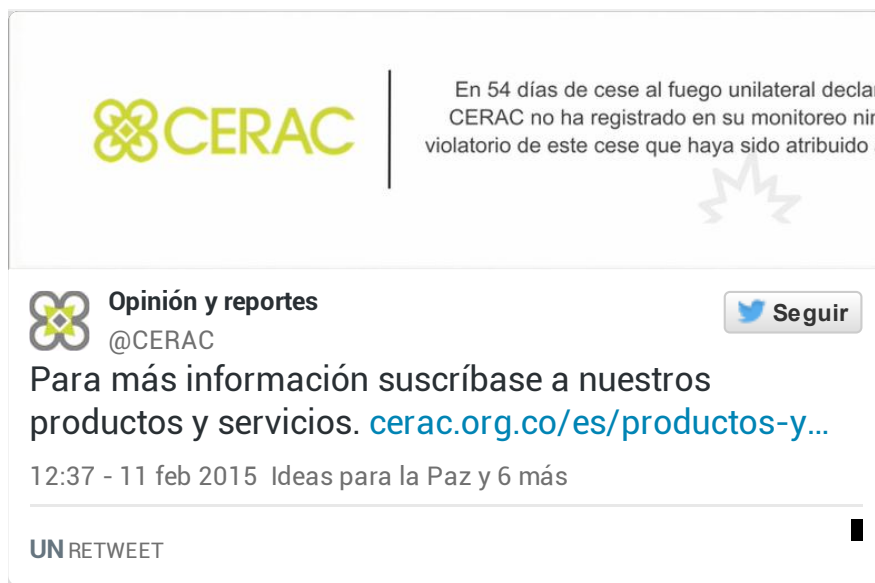 CERAC
En 54 días de cese al fuego unilateral
CERAC no ha registrado en su monitoreo
violatorio de este cese que haya sido atribuido
Opinión y reportes
@CERAC
Seguir
Para más información suscríbase a nuestros
productos y servicios. cerac.org.co/es/productos-y...
12:37 - 11 feb 2015 Ideas para la Paz y 6 más
UN RETWEET